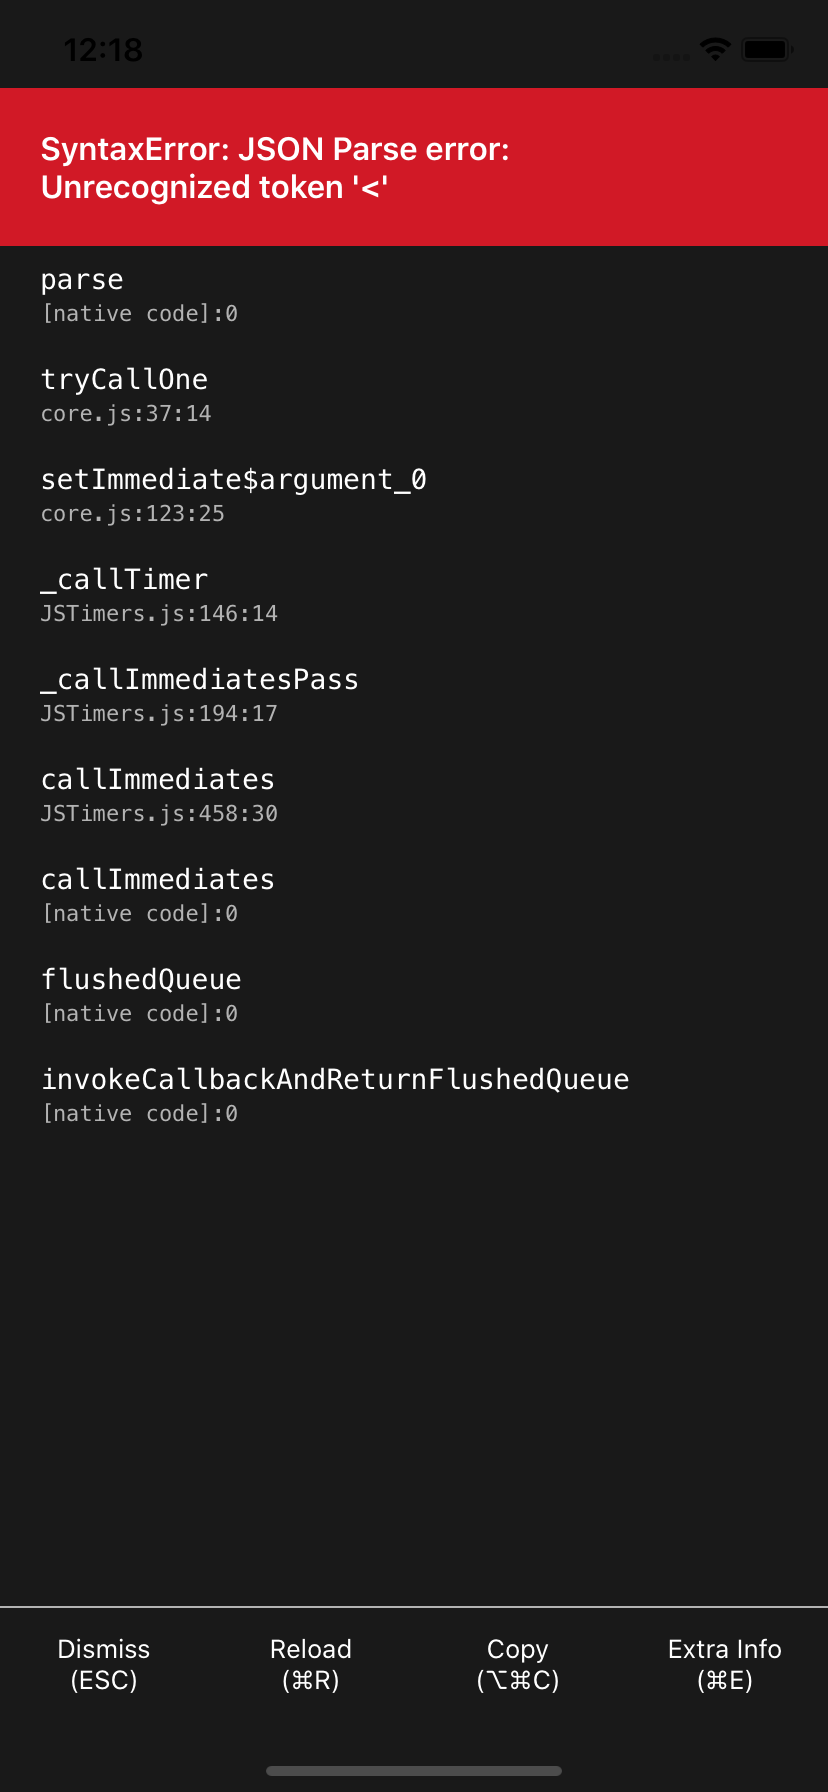 12:18
SyntaxError: JSON Parse error:
Unrecognized token '<'
parse
[native code]:0
tryCallOne
core.js:37:14
setImmediate$argument_0
core.js:123:25
_callTimer
JSTimers.js:146:14
_callImmediatesPass
JSTimers.js:194:17
callImmediates
JSTimers.js:458:30
callImmediates
[native code]:0
flushedQueue
[native code]:0
invokeCallbackAndReturnFlushedQueue
[native code]:0
Dismiss
(ESC)
Reload
(⌘R)
Copy
(⌥⌘C)
Extra Info
(⌘E)